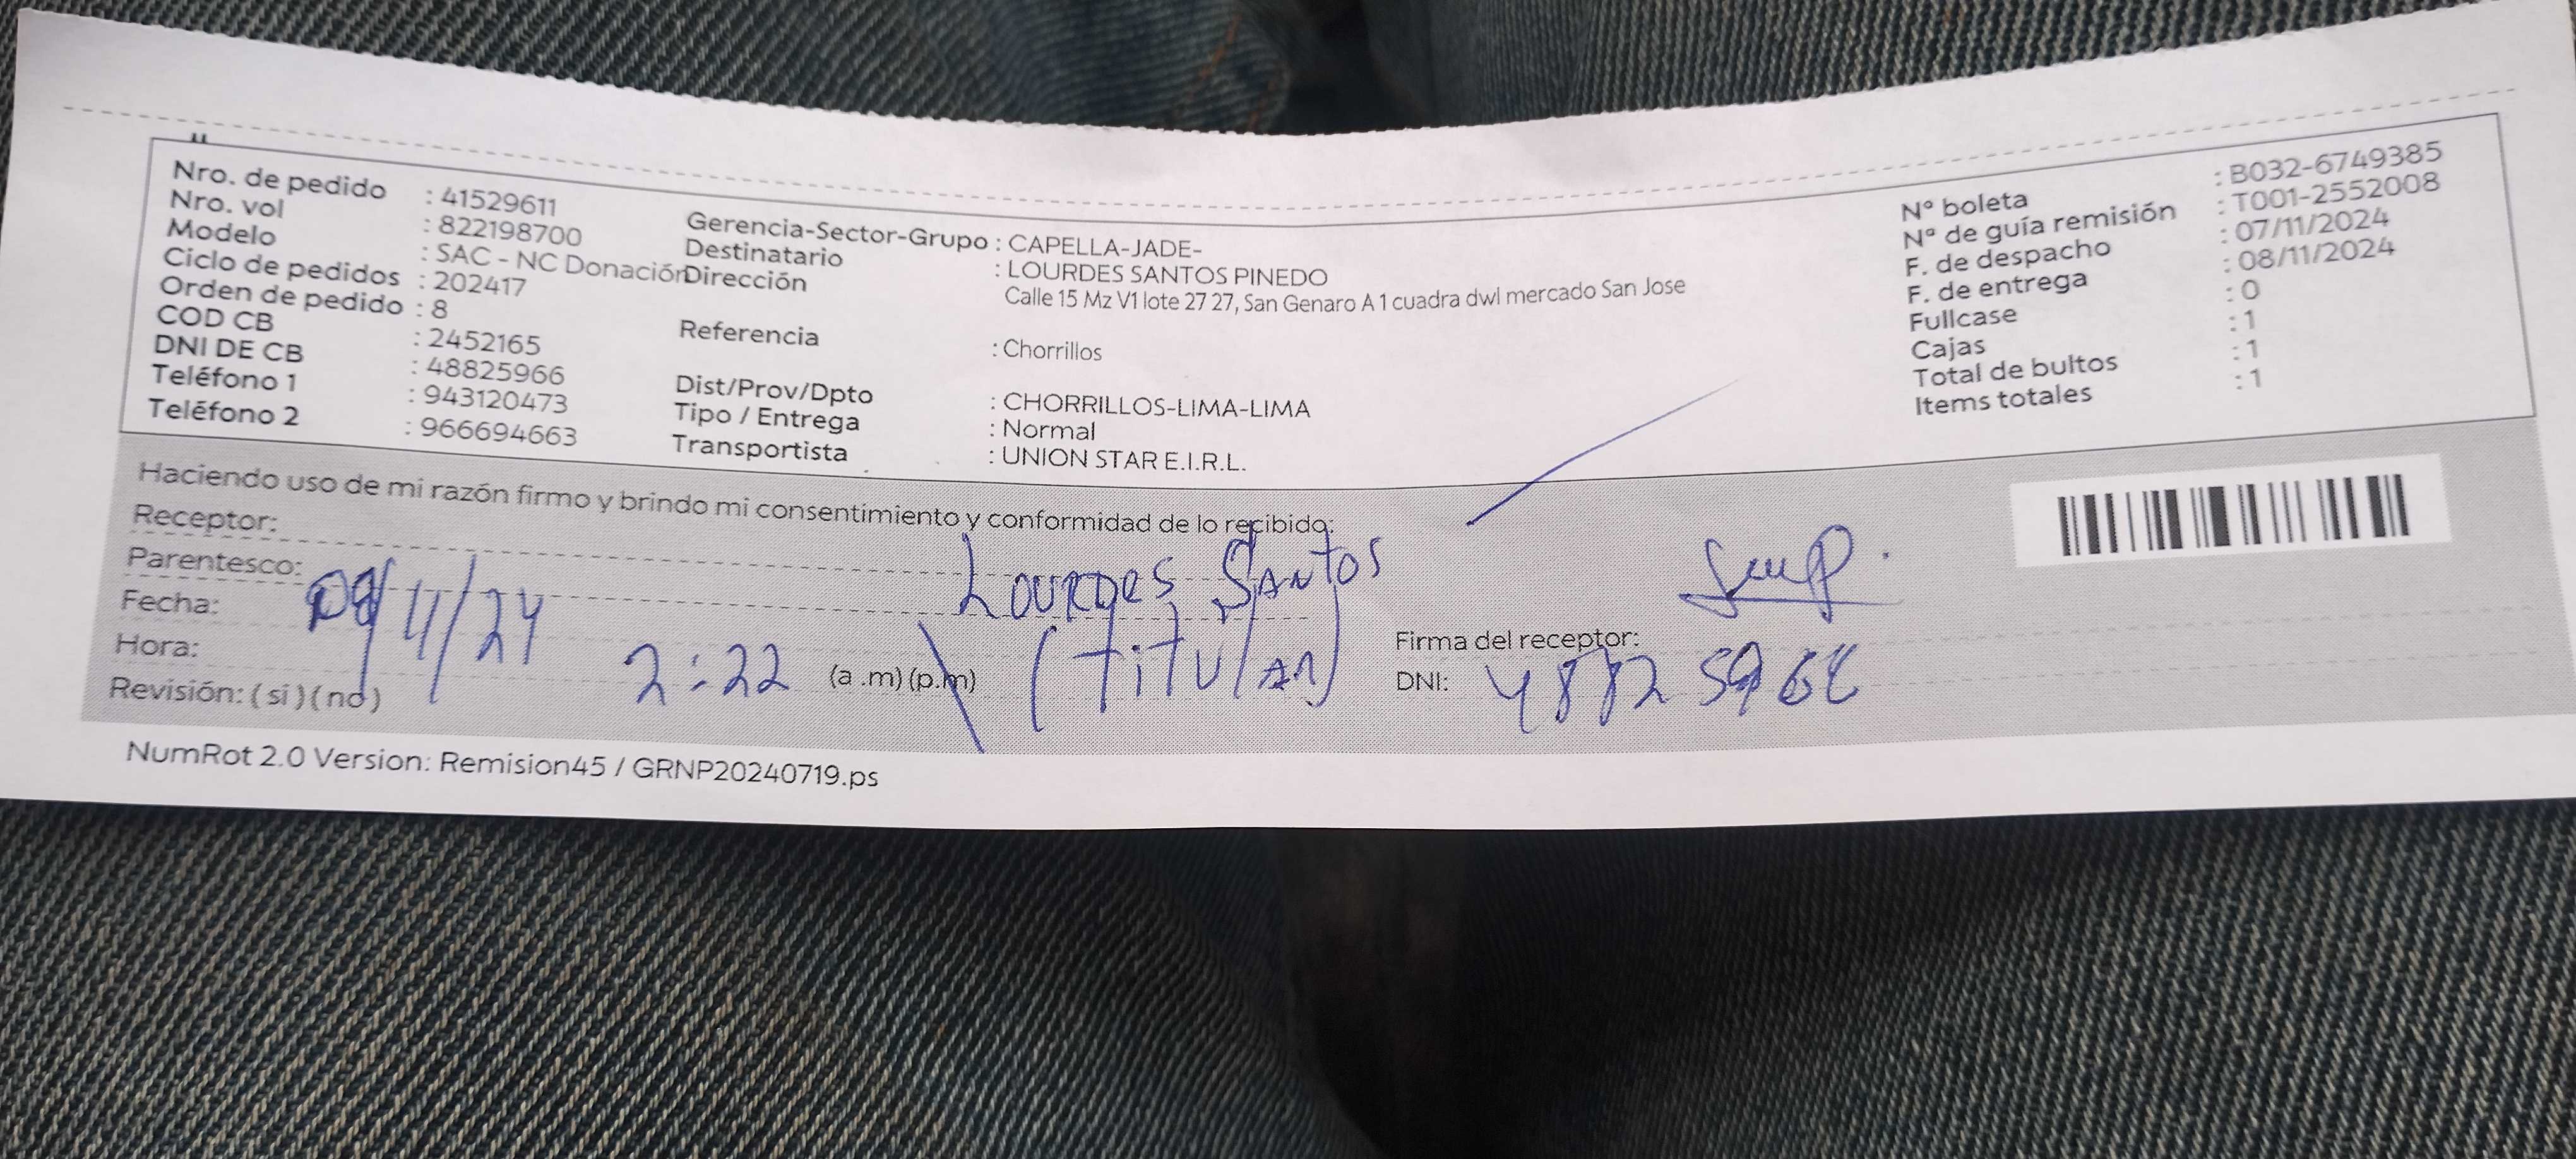 Nro. de pedido : 41529611
Nro. vol : 822198700
Modelo : SAC - NC Donación
Ciclo de pedidos : 202417
Orden de pedido : 8
COD CB : 2452165
DNI DE CB : 48825966
Teléfono 1 : 943120473
Teléfono 2 : 966694663
Gerencia-Sector-Grupo : CAPELLA-JADE-
Destinatario : LOURDES SANTOS PINEDO
Dirección Calle 15 Mz V1 lote 27 27, San Genaro A 1 cuadra dwl mercado San Jose
Referencia : Chorrillos
Dist/Prov/Dpto : CHORRILLOS-LIMA-LIMA
Tipo / Entrega : Normal
Transportista : UNION STAR E.I.R.L.
N° boleta : B032-6749385
N° de guía remisión : T001-2552008
F. de despacho : 07/11/2024
F. de entrega : 08/11/2024
Fullcase : 0
Cajas : 1
Total de bultos : 1
Items totales : 1
Haciendo uso de mi razón firmo y brindo mi consentimiento y conformidad de lo recibido:
Receptor: Lourdes Santos
Parentesco: (titular)
Fecha: /11/24
Hora: 2:22 (a .m) (p.m)
Revisión: ( si ) ( no )
Firma del receptor:
DNI: 48825966
NumRot 2.0 Version: Remision45 / GRNP20240719.ps